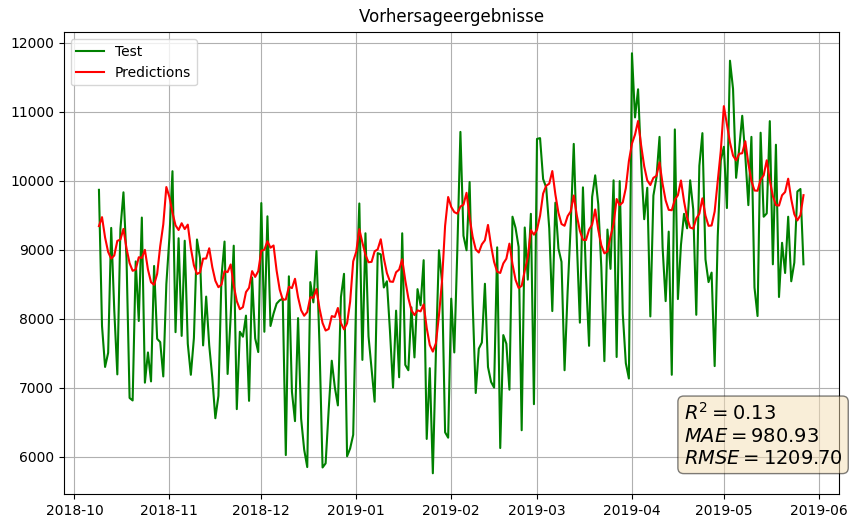 Vorhersageergebnisse
12000
11000
10000
9000
8000
7000
6000
Test
Predictions
R² = 0.13
MAE = 980.93
RMSE = 1209.70
2018-10 2018-11 2018-12 2019-01 2019-02 2019-03 2019-04 2019-05 2019-06